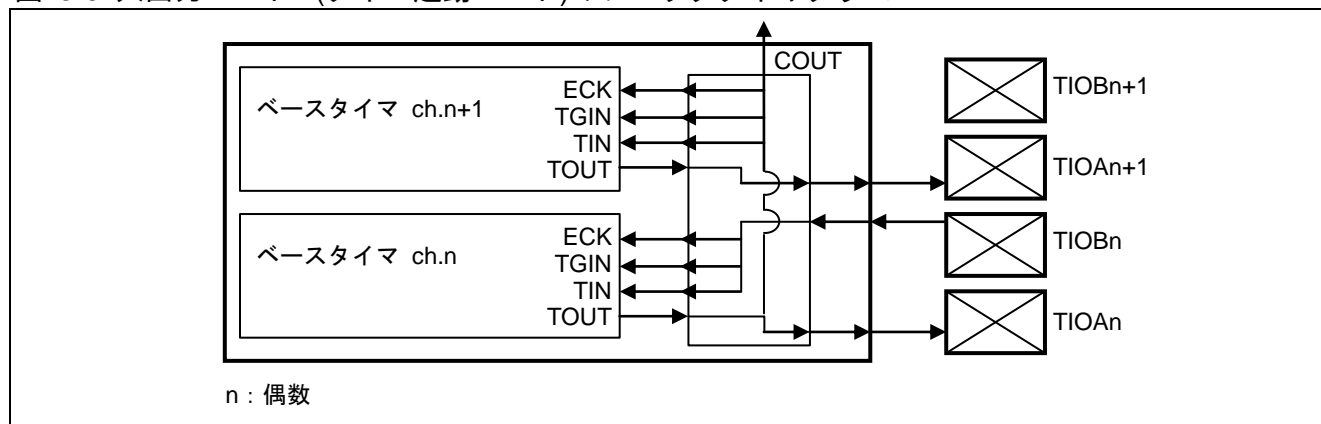 COUT
ベースタイマ ch.n+1
ECK
TGIN
TIN
TOUT
TIOBn+1
TIOAn+1
ベースタイマ ch.n
ECK
TGIN
TIN
TOUT
TIOBn
TIOAn
n：偶数